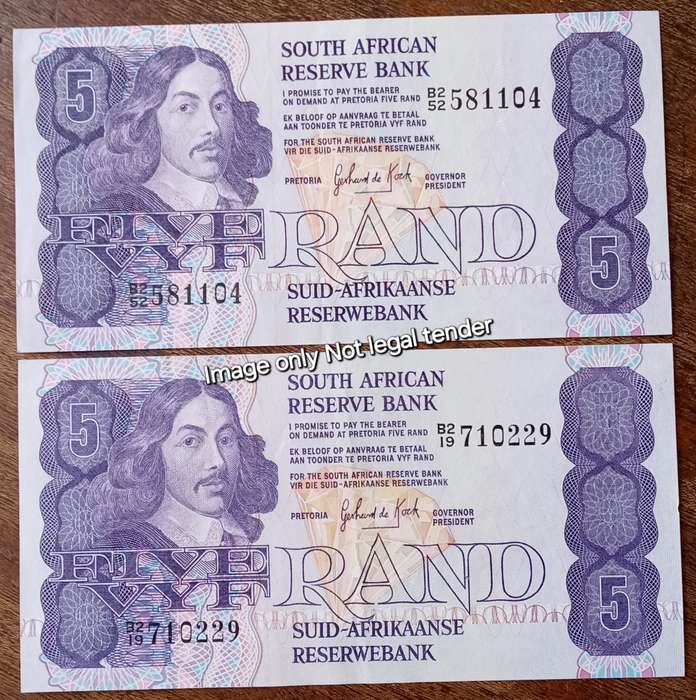 5
SOUTH AFRICAN
RESERVE BANK
I PROMISE TO PAY THE BEARER
ON DEMAND AT PRETORIA FIVE RAND
B2/52 581104
EK BELOOF OP AANVRAAG TE BETAAL
AAN TOONDER TE PRETORIA VYF RAND
FOR THE SOUTH AFRICAN RESERVE BANK
VIR DIE SUID-AFRIKAANSE RESERWEBANK
PRETORIA Gerhard de Kock GOVERNOR
PRESIDENT
FIVE RAND
VYF
5
B2/52 581104
SUID-AFRIKAANSE
RESERWEBANK
Image only Not legal tender
5
SOUTH AFRICAN
RESERVE BANK
I PROMISE TO PAY THE BEARER
ON DEMAND AT PRETORIA FIVE RAND
B2/19 710229
EK BELOOF OP AANVRAAG TE BETAAL
AAN TOONDER TE PRETORIA VYF RAND
FOR THE SOUTH AFRICAN RESERVE BANK
VIR DIE SUID-AFRIKAANSE RESERWEBANK
PRETORIA Gerhard de Kock GOVERNOR
PRESIDENT
FIVE RAND
VYF
5
B2/19 710229
SUID-AFRIKAANSE
RESERWEBANK